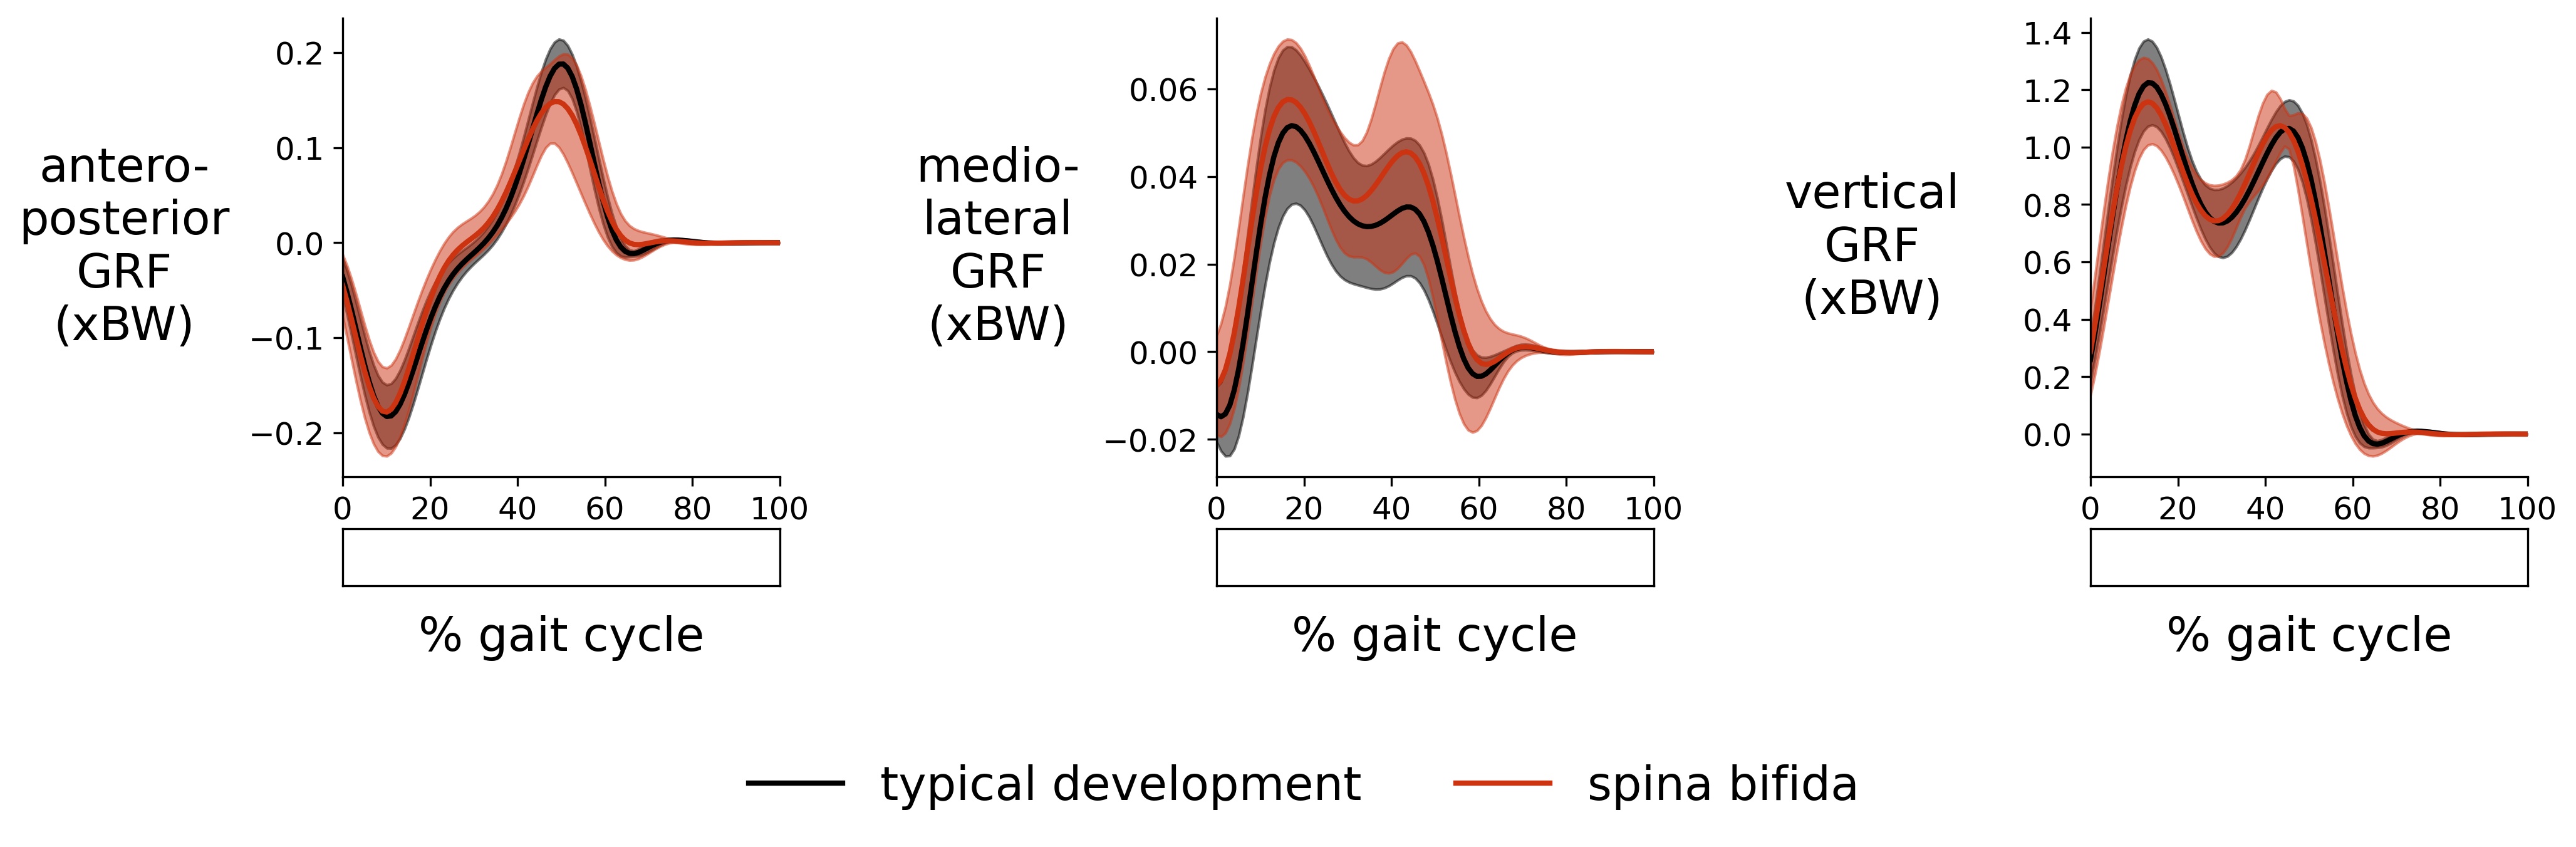 antero-
posterior
GRF
(xBW)
0.2
0.1
0.0
−0.1
−0.2
0 20 40 60 80 100
% gait cycle
medio-
lateral
GRF
(xBW)
0.06
0.04
0.02
0.00
−0.02
0 20 40 60 80 100
% gait cycle
vertical
GRF
(xBW)
1.4
1.2
1.0
0.8
0.6
0.4
0.2
0.0
0 20 40 60 80 100
% gait cycle
typical development spina bifida